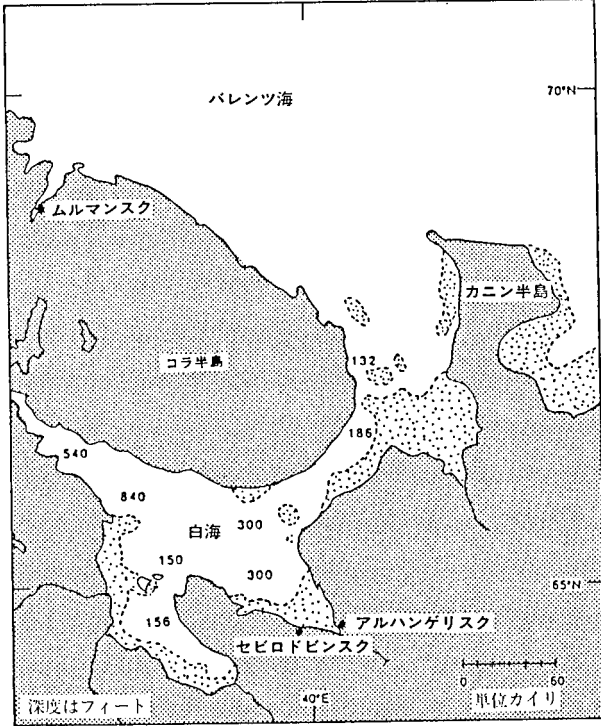 バレンツ海
70°N
ムルマンスク
カニン半島
コラ半島
132
186
540
840
白海
300
150
300
65°N
156
アルハンゲリスク
セビロドビンスク
深度はフィート
40°E
0 60
単位カイリ